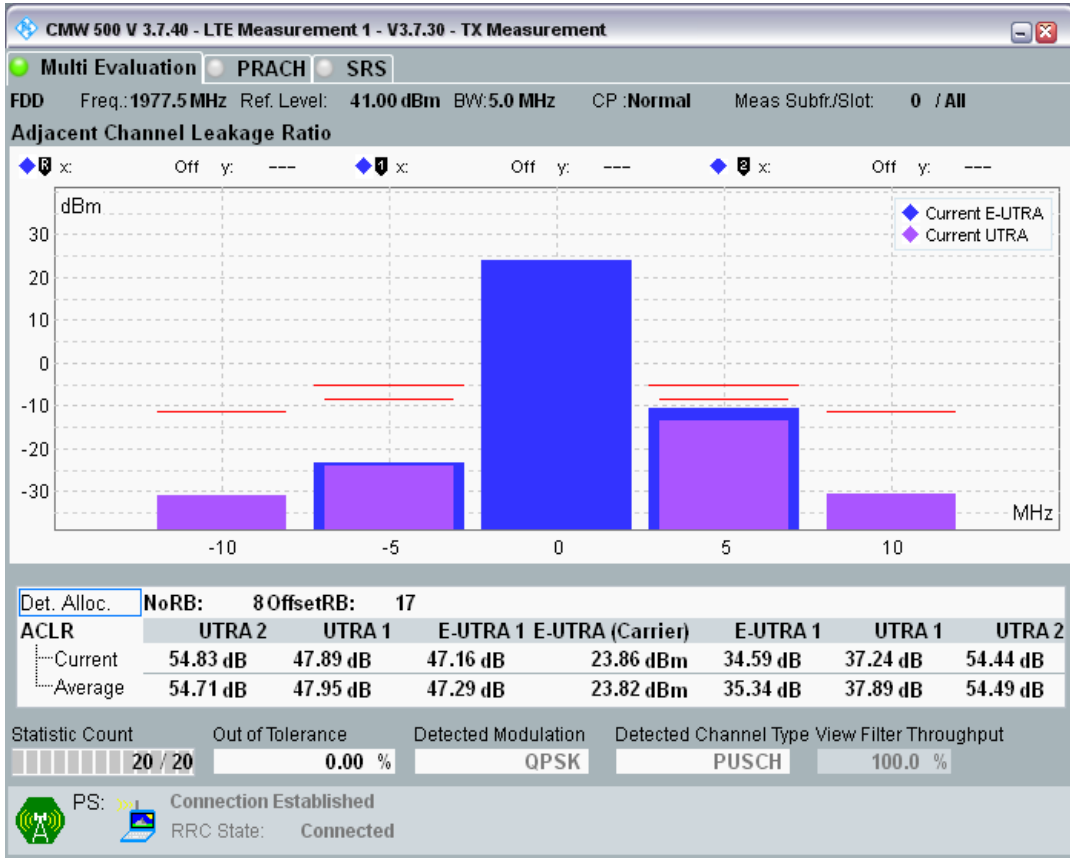 CMW 500 V 3.7.40 - LTE Measurement 1 - V3.7.30 - TX Measurement
Multi Evaluation PRACH SRS
FDD Freq.: 1977.5 MHz Ref. Level: 41.00 dBm BW: 5.0 MHz CP : Normal Meas Subfr./Slot: 0 / All
Adjacent Channel Leakage Ratio
R x: Off y: --- 1 x: Off y: --- 2 x: Off y: ---
dBm
Current E-UTRA
Current UTRA
30
20
10
0
-10
-20
-30
MHz
-10 -5 0 5 10
Det. Alloc. NoRB: 8 OffsetRB: 17
ACLR UTRA 2 UTRA 1 E-UTRA 1 E-UTRA (Carrier) E-UTRA 1 UTRA 1 UTRA 2
Current 54.83 dB 47.89 dB 47.16 dB 23.86 dBm 34.59 dB 37.24 dB 54.44 dB
Average 54.71 dB 47.95 dB 47.29 dB 23.82 dBm 35.34 dB 37.89 dB 54.49 dB
Statistic Count Out of Tolerance Detected Modulation Detected Channel Type View Filter Throughput
20 / 20 0.00 % QPSK PUSCH 100.0 %
PS: Connection Established
RRC State: Connected